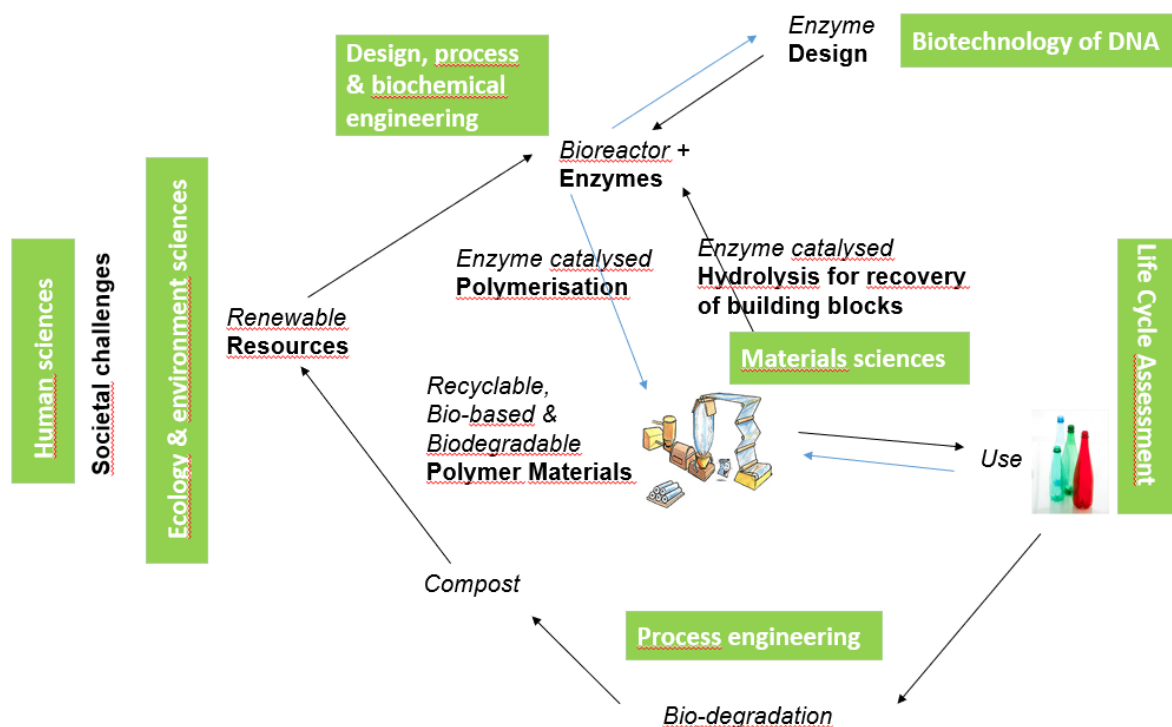 Enzyme
Design
Biotechnology of DNA
Design, process
& biochemical
engineering
Bioreactor +
Enzymes
Human sciences
Societal challenges
Ecology & environment sciences
Enzyme catalysed
Polymerisation
Enzyme catalysed
Hydrolysis for recovery
of building blocks
Life Cycle Assessment
Renewable
Resources
Materials sciences
Recyclable,
Bio-based &
Biodegradable
Polymer Materials
Use
Compost
Process engineering
Bio-degradation